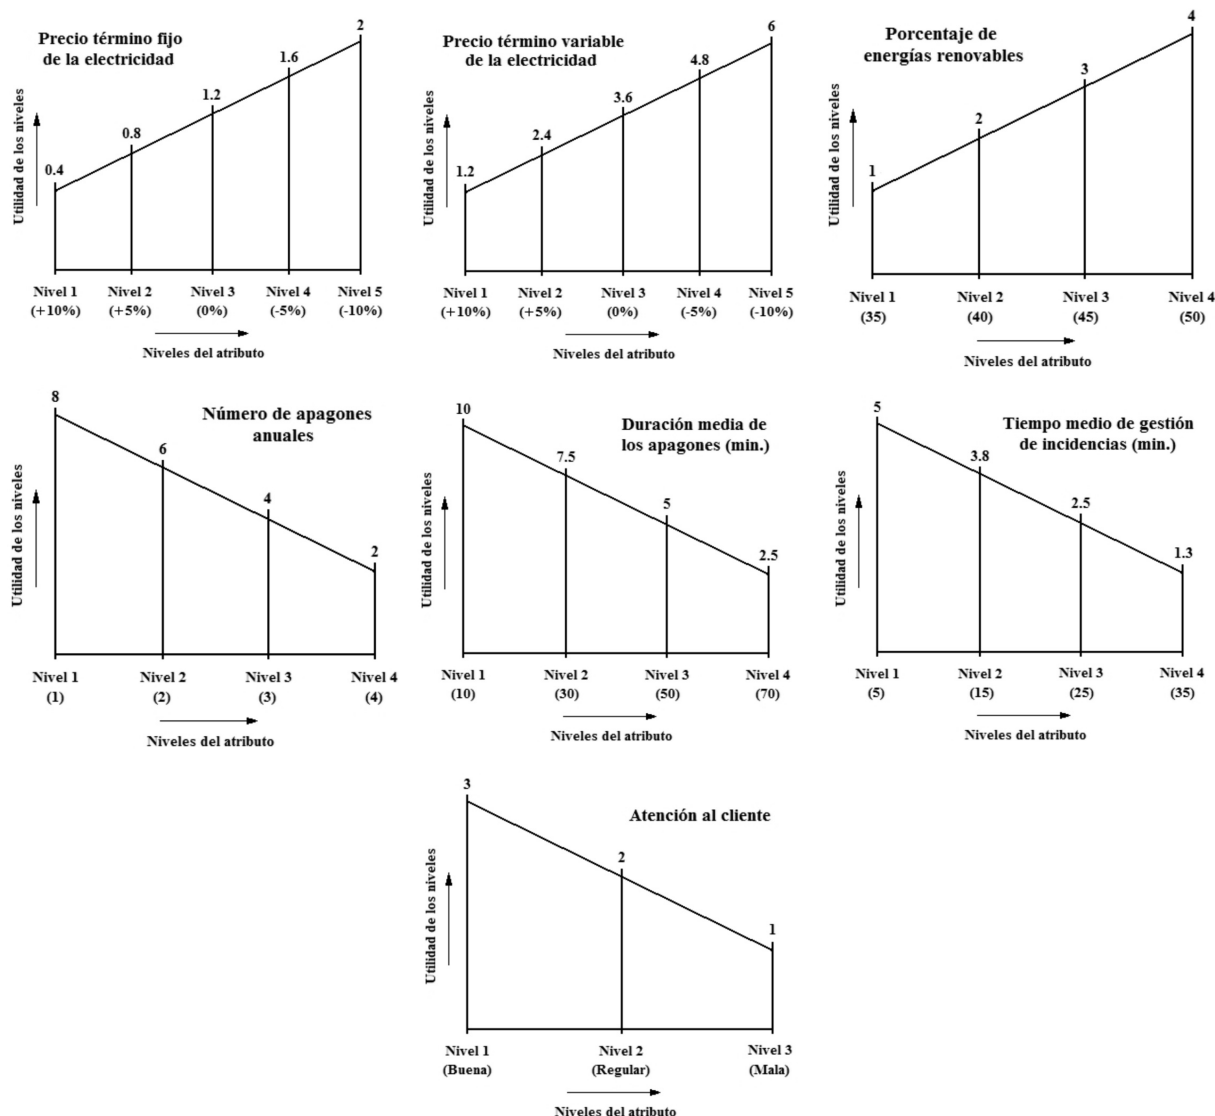 Precio término fijo
de la electricidad
Utilidad de los niveles
0.4
0.8
1.2
1.6
2
Nivel 1
(+10%)
Nivel 2
(+5%)
Nivel 3
(0%)
Nivel 4
(-5%)
Nivel 5
(-10%)
Niveles del atributo
Precio término variable
de la electricidad
Utilidad de los niveles
1.2
2.4
3.6
4.8
6
Nivel 1
(+10%)
Nivel 2
(+5%)
Nivel 3
(0%)
Nivel 4
(-5%)
Nivel 5
(-10%)
Niveles del atributo
Porcentaje de
energías renovables
Utilidad de los niveles
1
2
3
4
Nivel 1
(35)
Nivel 2
(40)
Nivel 3
(45)
Nivel 4
(50)
Niveles del atributo
Número de apagones
anuales
Utilidad de los niveles
8
6
4
2
Nivel 1
(1)
Nivel 2
(2)
Nivel 3
(3)
Nivel 4
(4)
Niveles del atributo
Duración media de
los apagones (min.)
Utilidad de los niveles
10
7.5
5
2.5
Nivel 1
(10)
Nivel 2
(30)
Nivel 3
(50)
Nivel 4
(70)
Niveles del atributo
Tiempo medio de gestión
de incidencias (min.)
Utilidad de los niveles
5
3.8
2.5
1.3
Nivel 1
(5)
Nivel 2
(15)
Nivel 3
(25)
Nivel 4
(35)
Niveles del atributo
Atención al cliente
Utilidad de los niveles
3
2
1
Nivel 1
(Buena)
Nivel 2
(Regular)
Nivel 3
(Mala)
Niveles del atributo